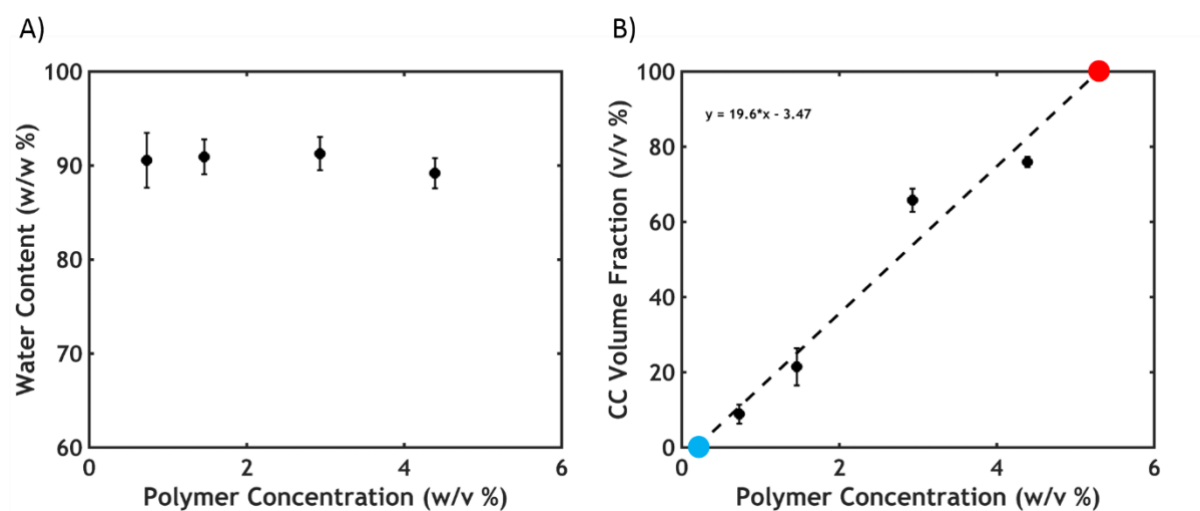 A)
100
90
80
70
60
0
2
4
6
Water Content (w/w %)
Polymer Concentration (w/v %)
B)
y = 19.6*x - 3.47
100
80
60
40
20
0
0
2
4
6
CC Volume Fraction (v/v %)
Polymer Concentration (w/v %)